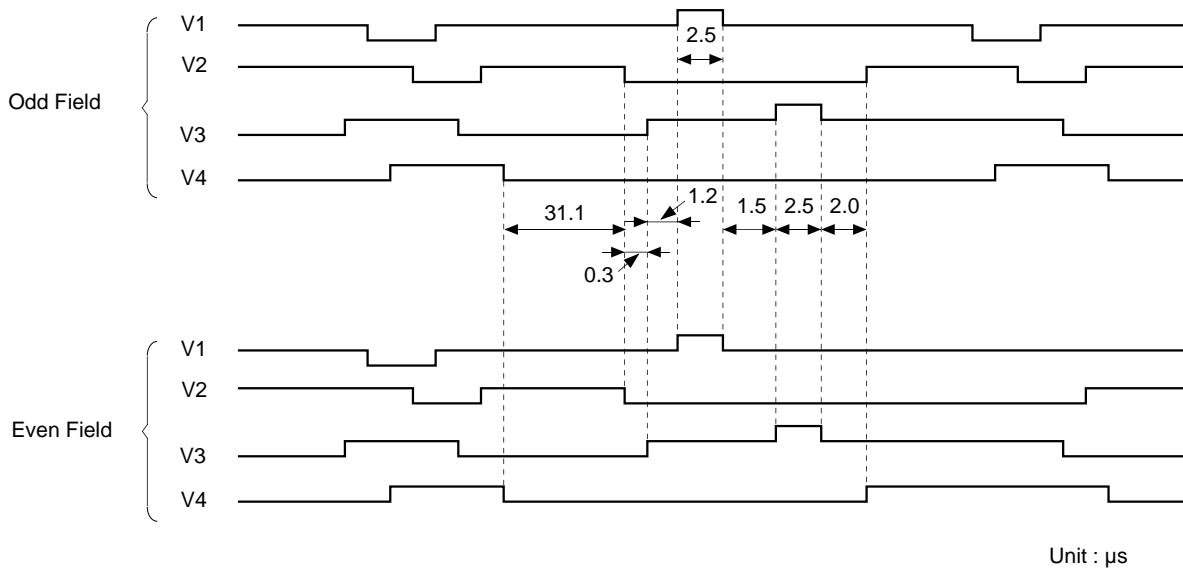 Odd Field
V1
2.5
V2
V3
V4
31.1
1.2
1.5
2.5
2.0
0.3
Even Field
V1
V2
V3
V4
Unit : μs